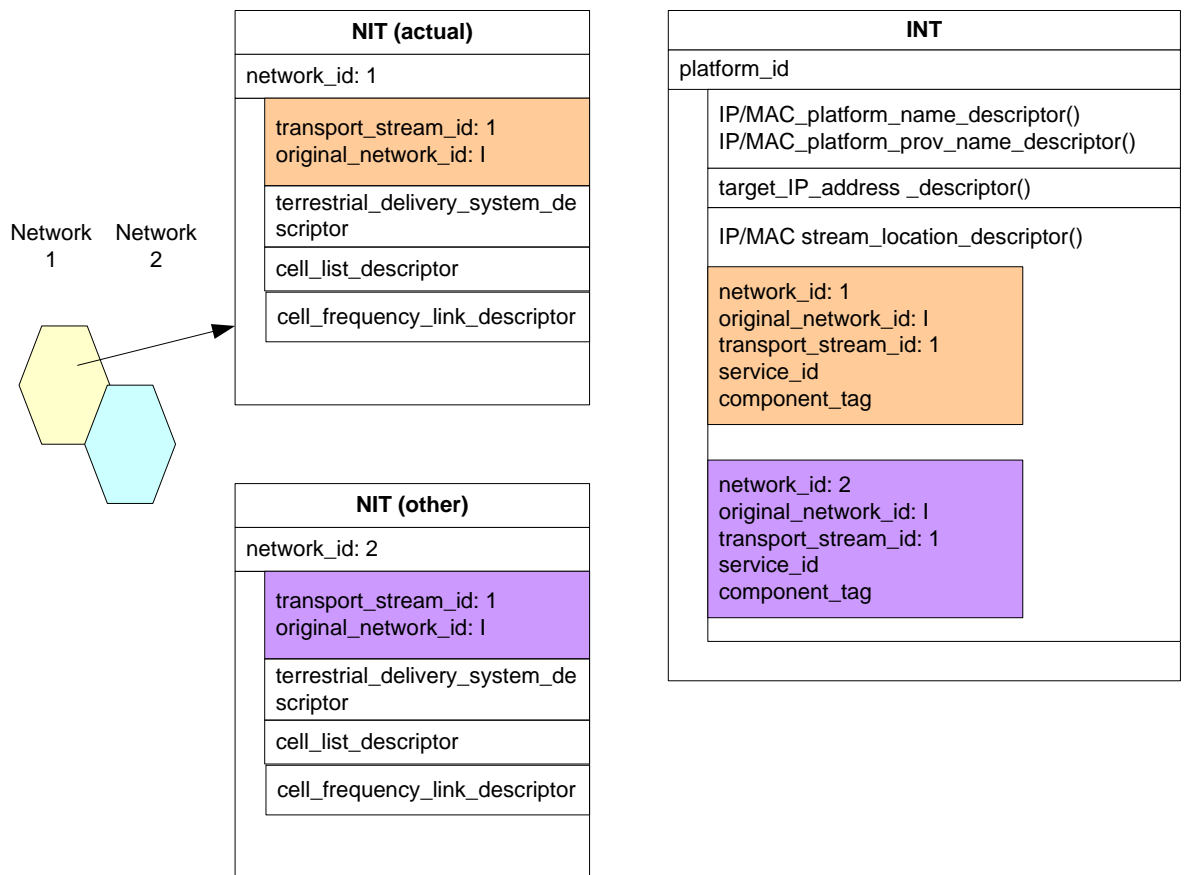 Network
1
Network
2
NIT (actual)
network_id: 1
transport_stream_id: 1
original_network_id: I
terrestrial_delivery_system_de
scriptor
cell_list_descriptor
cell_frequency_link_descriptor
NIT (other)
network_id: 2
transport_stream_id: 1
original_network_id: I
terrestrial_delivery_system_de
scriptor
cell_list_descriptor
cell_frequency_link_descriptor
INT
platform_id
IP/MAC_platform_name_descriptor()
IP/MAC_platform_prov_name_descriptor()
target_IP_address _descriptor()
IP/MAC stream_location_descriptor()
network_id: 1
original_network_id: I
transport_stream_id: 1
service_id
component_tag
network_id: 2
original_network_id: I
transport_stream_id: 1
service_id
component_tag